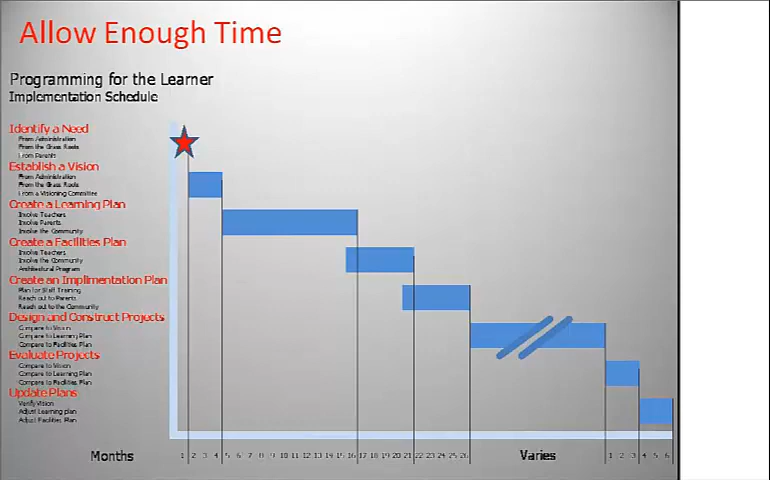 Allow Enough Time
Programming for the Learner
Implementation Schedule
Identify a Need
From Administration
From the Grass Roots
From Parents
Establish a Vision
From Administration
From the Grass Roots
From a Visioning Committee
Create a Learning Plan
Involve Teachers
Involve Parents
Involve the Community
Create a Facilities Plan
Involve Teachers
Involve the Community
Architectural Program
Create an Implimentation Plan
Plan for Staff Training
Reach out to Parents
Reach out to the Community
Design and Construct Projects
Compare to Vision
Compare to Learning Plan
Compare to Facilities Plan
Evaluate Projects
Compare to Vision
Compare to Learning Plan
Compare to Facilities Plan
Update Plans
Verify Vision
Adjust Learning plan
Adjust Facilities Plan
Months 1 2 3 4 5 6 7 8 9 10 11 12 13 14 15 16 17 18 19 20 21 22 23 24 25 26 Varies 1 2 3 4 5 6